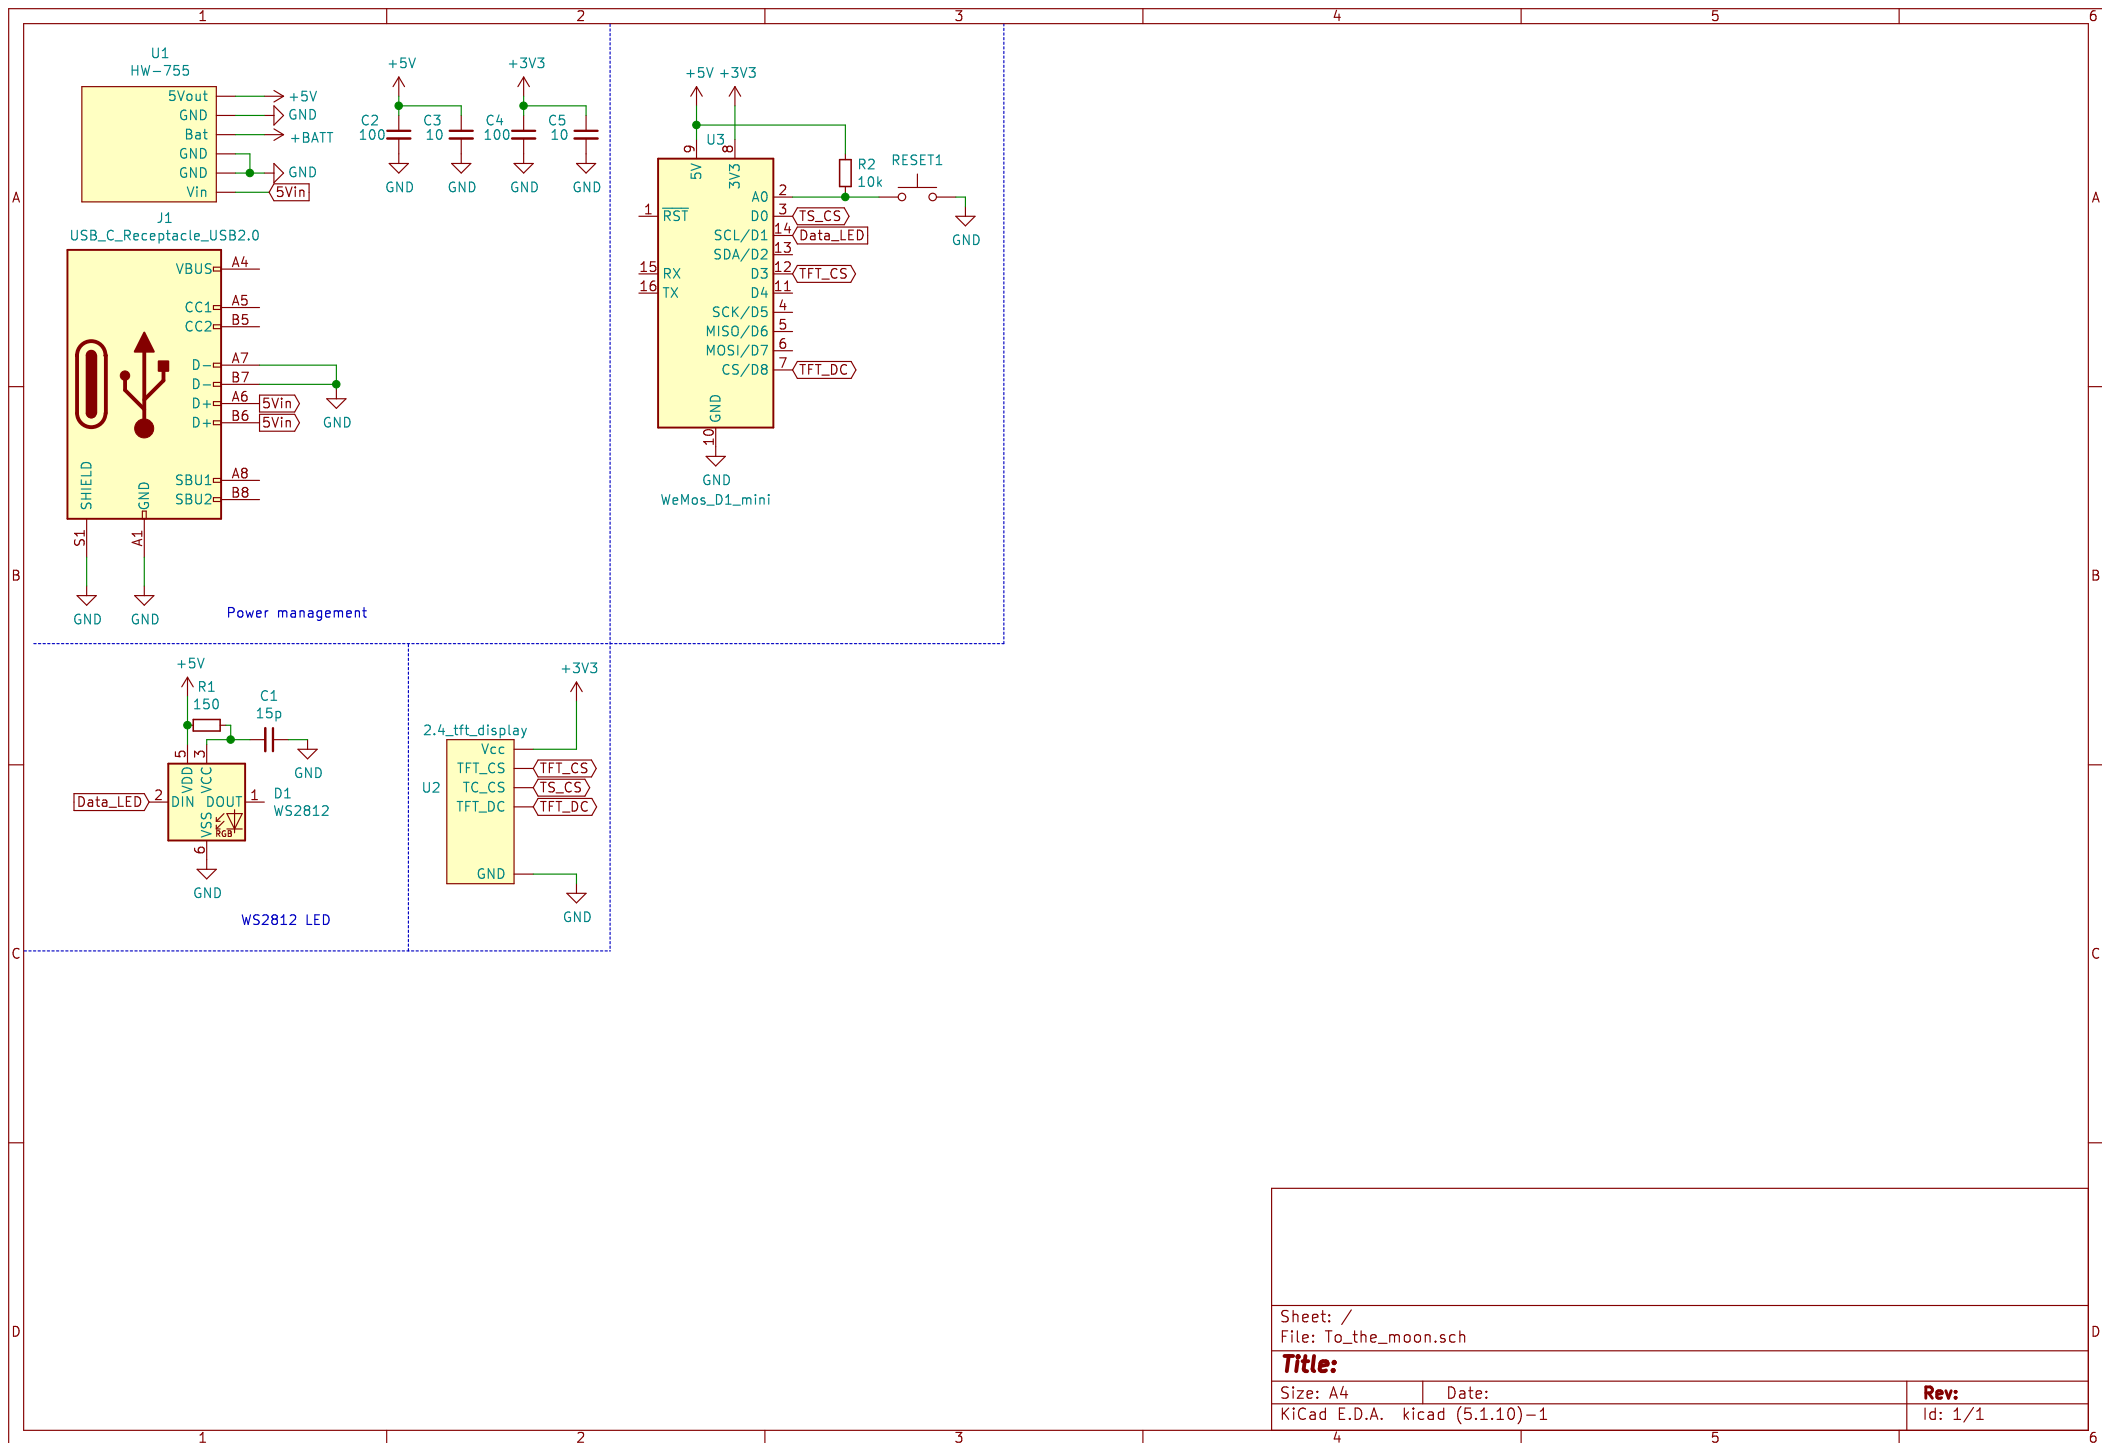 1 2 3 4 5 6
U1
HW-755
5Vout
GND
Bat
GND
GND
Vin
+5V
GND
+BATT
GND
5Vin
+5V
C2
100
C3
10
GND
GND
+3V3
C4
100
C5
10
GND
GND
J1
USB_C_Receptacle_USB2.0
VBUS A4
CC1 A5
CC2 B5
D- A7
D- B7
D+ A6 5Vin
D+ B6 5Vin
GND
SBU1 A8
SBU2 B8
SHIELD
GND
S1
A1
GND
GND
Power management
+5V +3V3
U3
9
8
5V
3V3
1 RST
15 RX
16 TX
A0 2
D0 3 TS_CS
SCL/D1 14 Data_LED
SDA/D2 13
D3 12 TFT_CS
D4 11
SCK/D5 4
MISO/D6 5
MOSI/D7 6
CS/D8 7 TFT_DC
GND
10
GND
WeMos_D1_mini
R2
10k
RESET1
GND
+5V
R1
150
C1
15p
GND
5
3
VDD
VCC
Data_LED 2 DIN DOUT 1
D1
WS2812
VSS
RGB
6
GND
WS2812 LED
+3V3
2.4_tft_display
U2
Vcc
TFT_CS TFT_CS
TC_CS TS_CS
TFT_DC TFT_DC
GND
GND
A
B
C
D
A
B
C
D
Sheet: /
File: To_the_moon.sch
Title:
Size: A4 Date: Rev:
KiCad E.D.A. kicad (5.1.10)-1 Id: 1/1
1 2 3 4 5 6